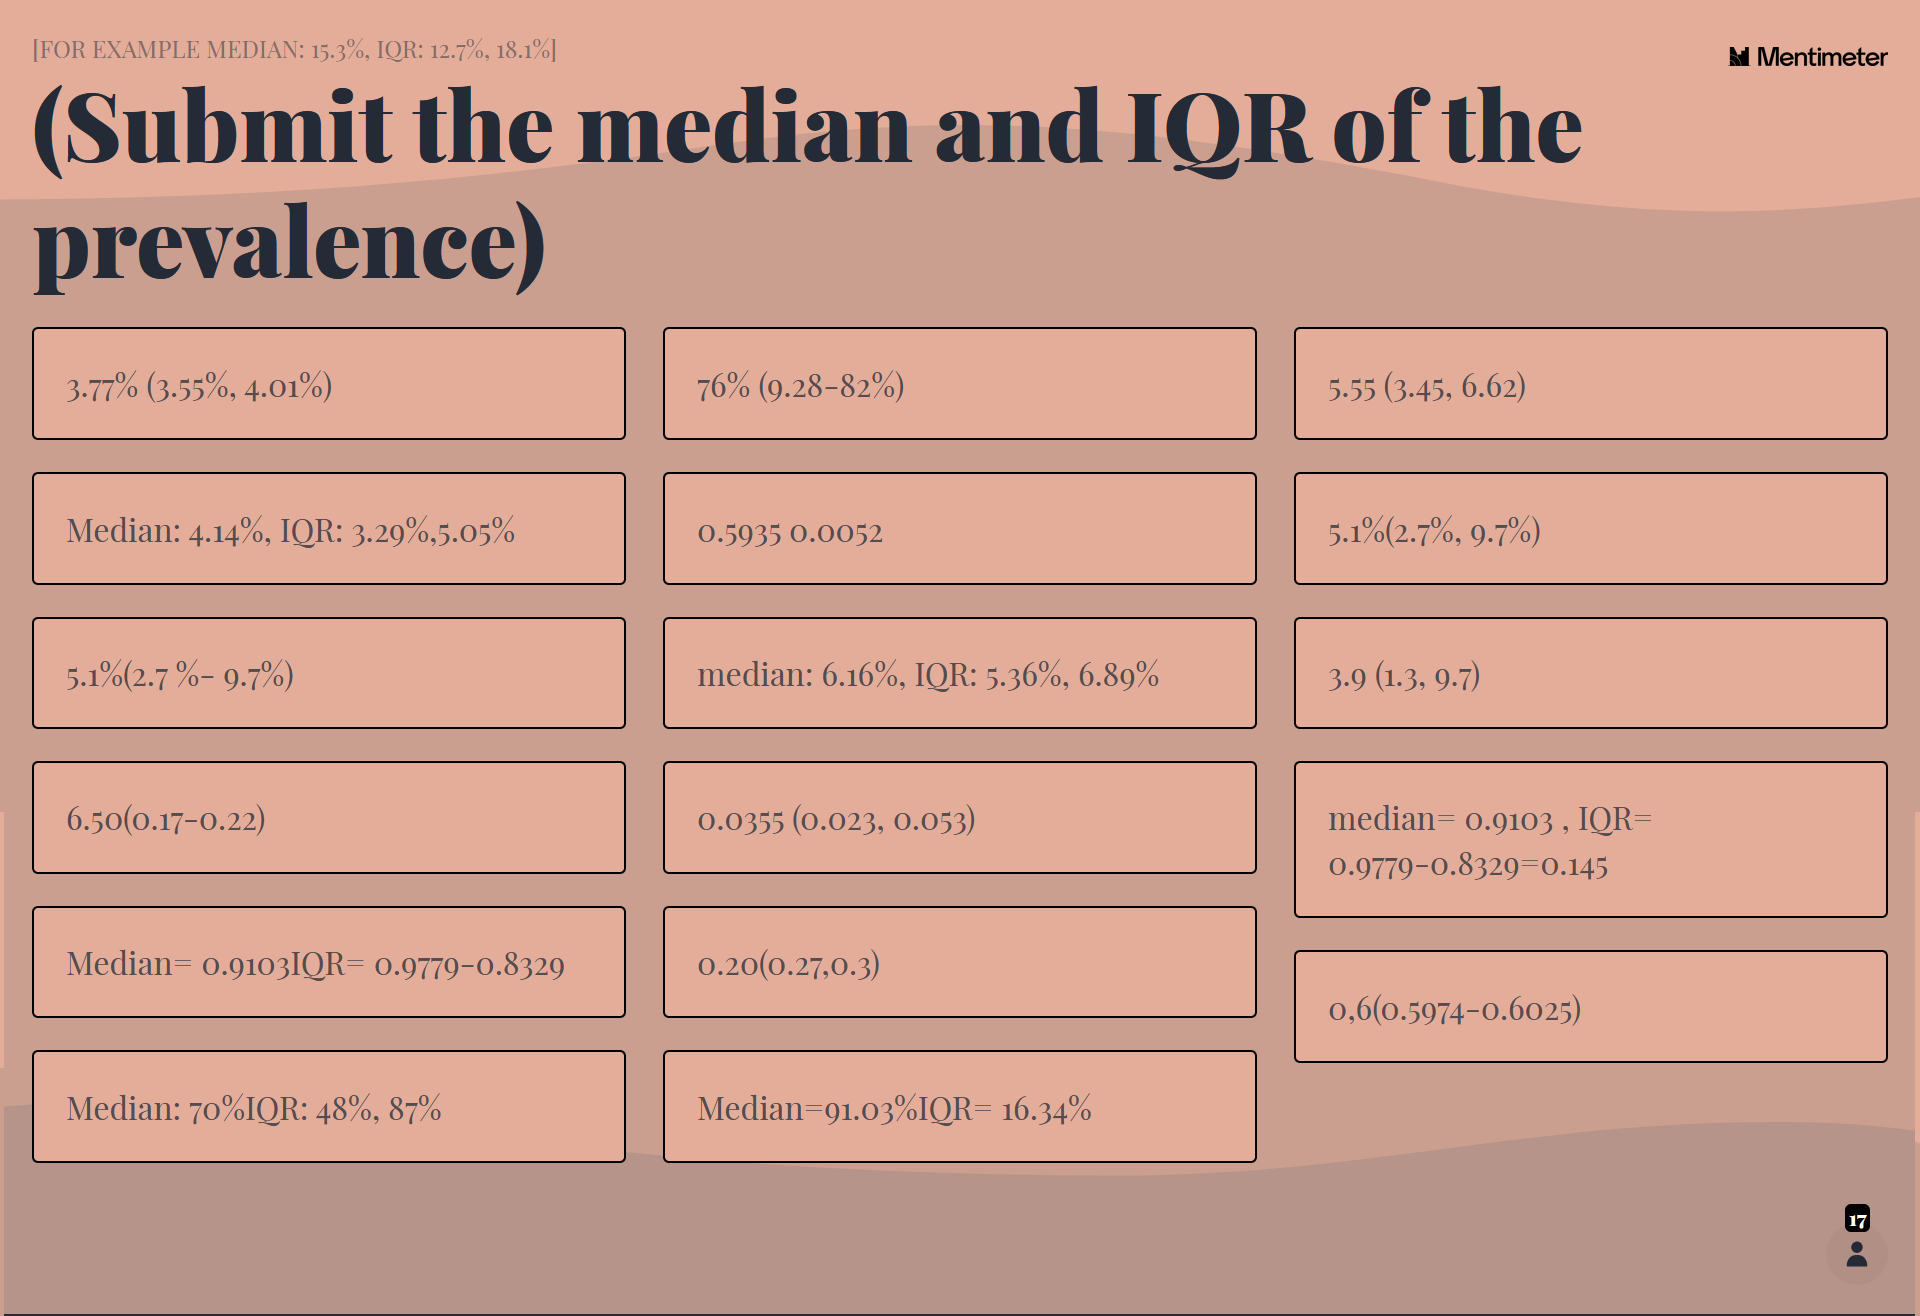 [FOR EXAMPLE MEDIAN: 15.3%, IQR: 12.7%, 18.1%]
Mentimeter
(Submit the median and IQR of the
prevalence)
3.77% (3.55%, 4.01%)
76% (9.28-82%)
5.55 (3.45, 6.62)
Median: 4.14%, IQR: 3.29%,5.05%
0.5935 0.0052
5.1%(2.7%, 9.7%)
5.1%(2.7 %- 9.7%)
median: 6.16%, IQR: 5.36%, 6.89%
3.9 (1.3, 9.7)
6.50(0.17-0.22)
0.0355 (0.023, 0.053)
median= 0.9103 , IQR=
0.9779-0.8329=0.145
Median= 0.9103IQR= 0.9779-0.8329
0.20(0.27,0.3)
0,6(0.5974-0.6025)
Median: 70%IQR: 48%, 87%
Median=91.03%IQR= 16.34%
17